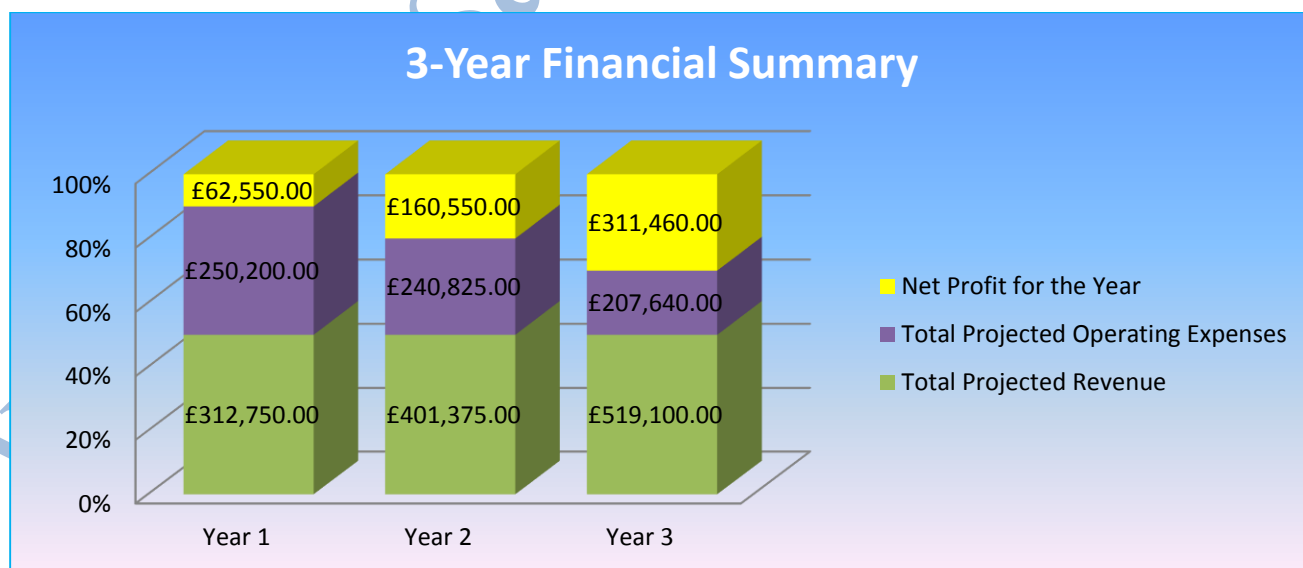 3-Year Financial Summary
100%
80%
60%
40%
20%
0%
£62,550.00
£160,550.00
£311,460.00
£250,200.00
£240,825.00
£207,640.00
£312,750.00
£401,375.00
£519,100.00
Year 1
Year 2
Year 3
Net Profit for the Year
Total Projected Operating Expenses
Total Projected Revenue